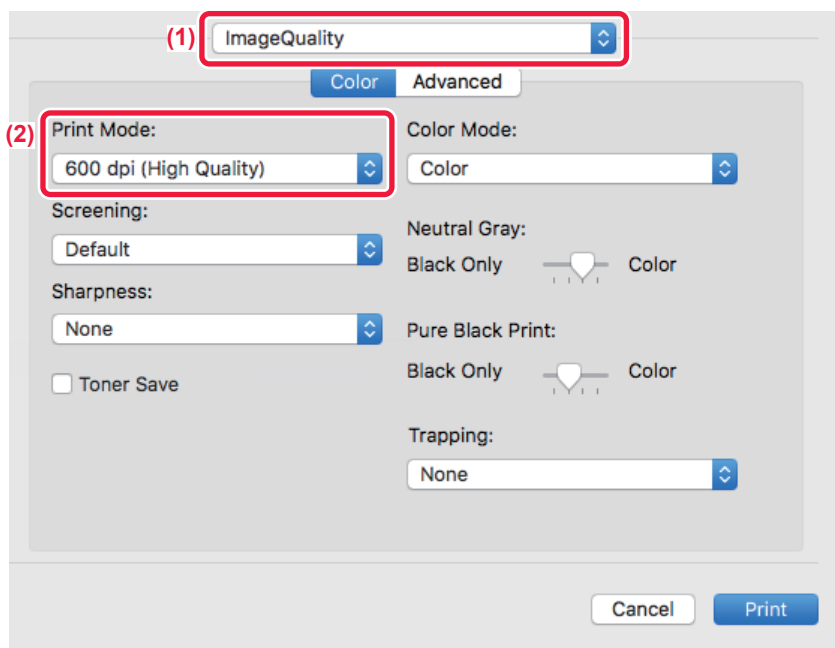 (1) ImageQuality
Color Advanced
(2) Print Mode:
600 dpi (High Quality)
Screening:
Default
Sharpness:
None
Toner Save
Color Mode:
Color
Neutral Gray:
Black Only Color
Pure Black Print:
Black Only Color
Trapping:
None
Cancel Print